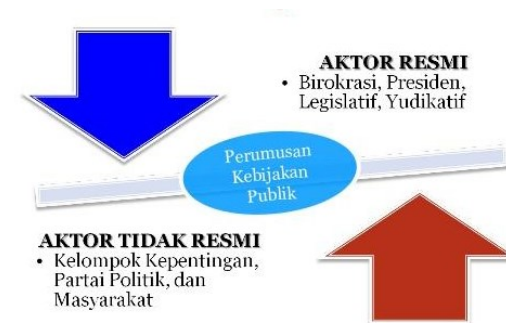 AKTOR RESMI
• Birokrasi, Presiden,
Legislatif, Yudikatif
Perumusan
Kebijakan
Publik
AKTOR TIDAK RESMI
• Kelompok Kepentingan,
Partai Politik, dan
Masyarakat